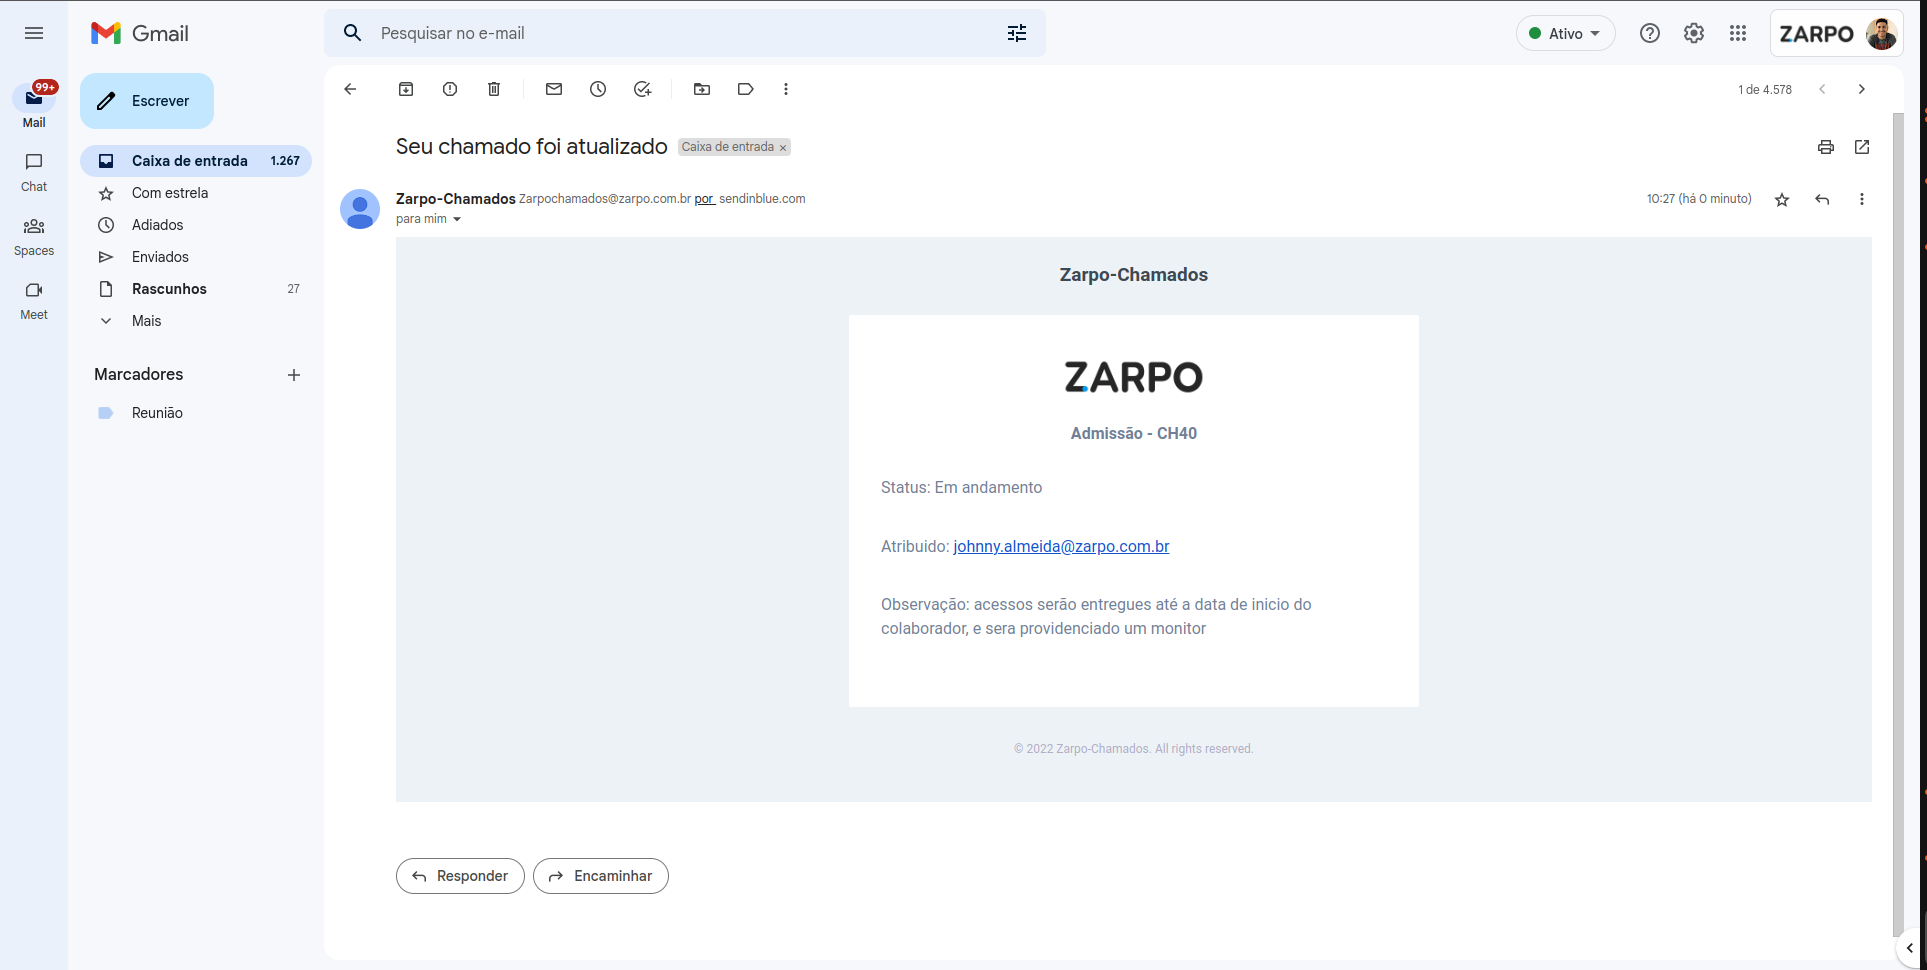 Gmail
Pesquisar no e-mail
Ativo
ZARPO
99+
Mail
Chat
Spaces
Meet
Escrever
Caixa de entrada 1.267
Com estrela
Adiados
Enviados
Rascunhos 27
Mais
Marcadores
Reunião
1 de 4.578
Seu chamado foi atualizado Caixa de entrada ×
Zarpo-Chamados Zarpochamados@zarpo.com.br por sendinblue.com
10:27 (há 0 minuto)
para mim
Zarpo-Chamados
ZARPO
Admissão - CH40
Status: Em andamento
Atribuido: johnny.almeida@zarpo.com.br
Observação: acessos serão entregues até a data de inicio do
colaborador, e sera providenciado um monitor
© 2022 Zarpo-Chamados. All rights reserved.
Responder
Encaminhar